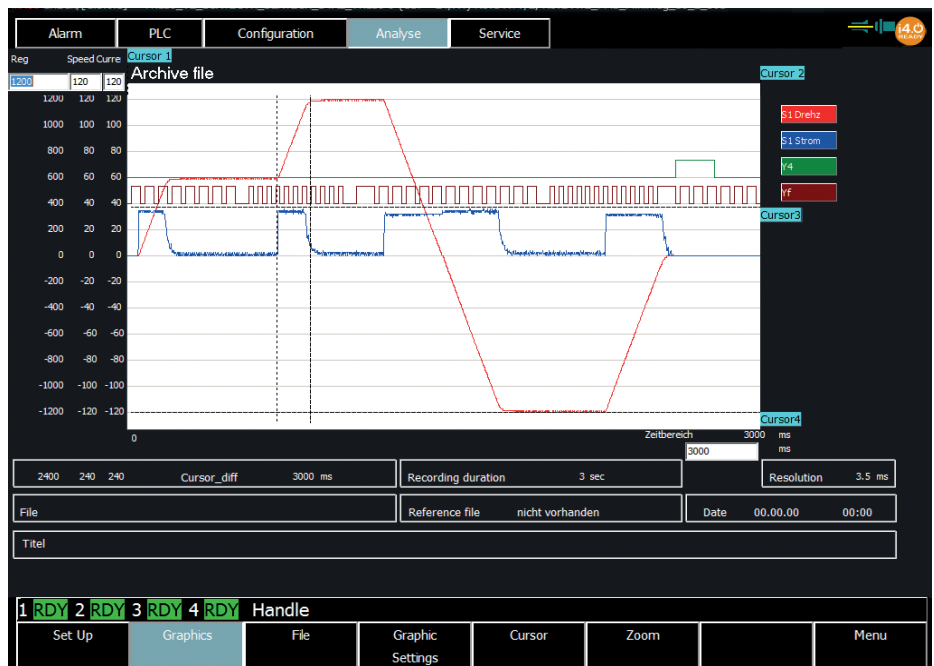 Alarm PLC Configuration Analyse Service
i4.0
READY
Reg Speed Curre Cursor 1
Archive file
Cursor 2
1200 120 120
1200 120 120
1000 100 100
800 80 80
600 60 60
400 40 40
200 20 20
0 0 0
-200 -20 -20
-400 -40 -40
-600 -60 -60
-800 -80 -80
-1000 -100 -100
-1200 -120 -120
S1 Drehz
S1 Strom
Y4
Yf
Cursor3
Cursor4
0 Zeitbereich 3000 ms
3000 ms
2400 240 240 Cursor_diff 3000 ms Recording duration 3 sec Resolution 3.5 ms
File Reference file nicht vorhanden Date 00.00.00 00:00
Titel
1 RDY 2 RDY 3 RDY 4 RDY Handle
Set Up Graphics File Graphic Settings Cursor Zoom Menu